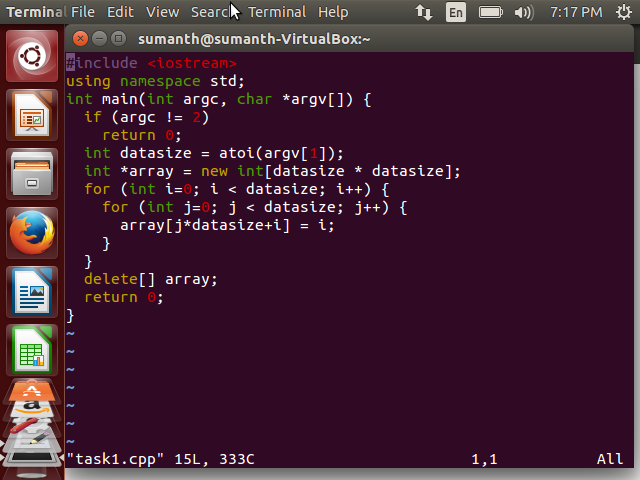 Terminal File Edit View Search Terminal Help En 7:17 PM
sumanth@sumanth-VirtualBox:~
#include <iostream>
using namespace std;
int main(int argc, char *argv[]) {
  if (argc != 2)
    return 0;
  int datasize = atoi(argv[1]);
  int *array = new int[datasize * datasize];
  for (int i=0; i < datasize; i++) {
    for (int j=0; j < datasize; j++) {
      array[j*datasize+i] = i;
    }
  }
  delete[] array;
  return 0;
}
~
~
~
~
~
~
~
"task1.cpp" 15L, 333C 1,1 All